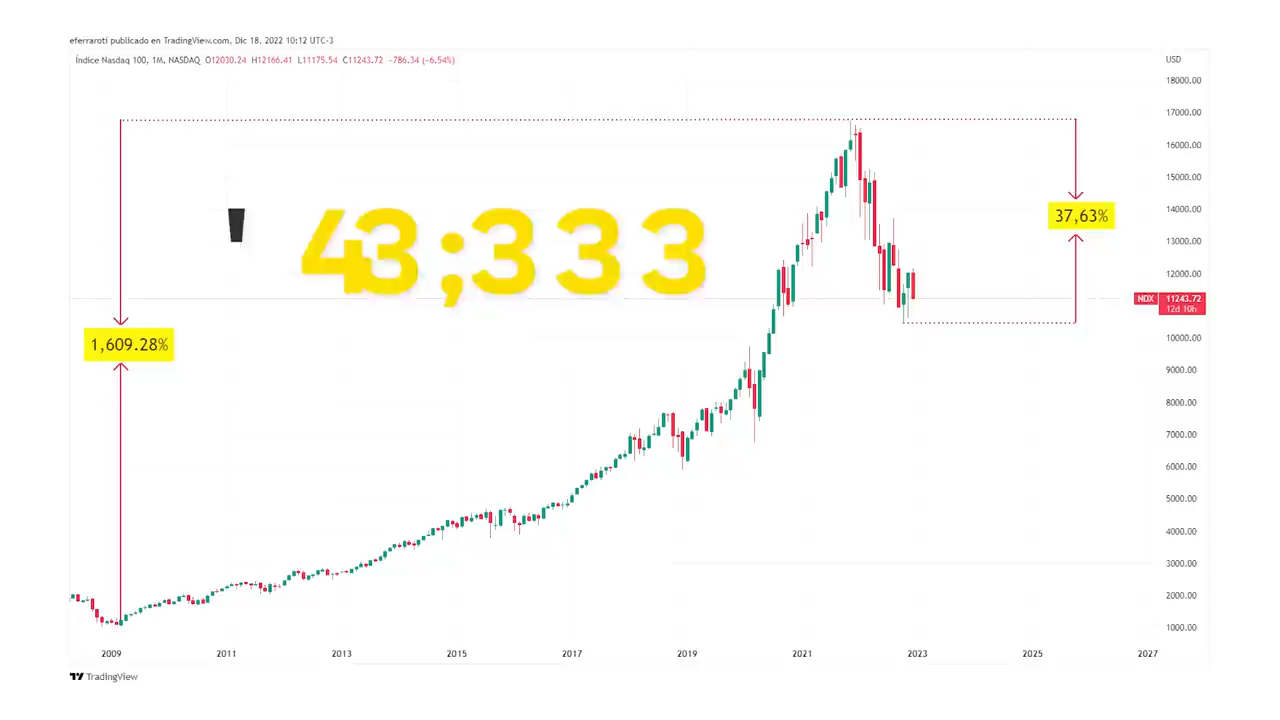 eferraroti publicado en TradingView.com, Dic 18, 2022 10:12 UTC-3
Índice Nasdaq 100, 1M, NASDAQ O12030.24 H12166.41 L11175.54 C11243.72 −786.34 (−6.54%)
USD
18000.00
17000.00
16000.00
15000.00
14000.00
37,63%
13000.00
12000.00
NDX 11243.72
12d 10h
10000.00
1,609.28%
9000.00
8000.00
7000.00
6000.00
5000.00
4000.00
3000.00
2000.00
1000.00
2009 2011 2013 2015 2017 2019 2021 2023 2025 2027
TradingView